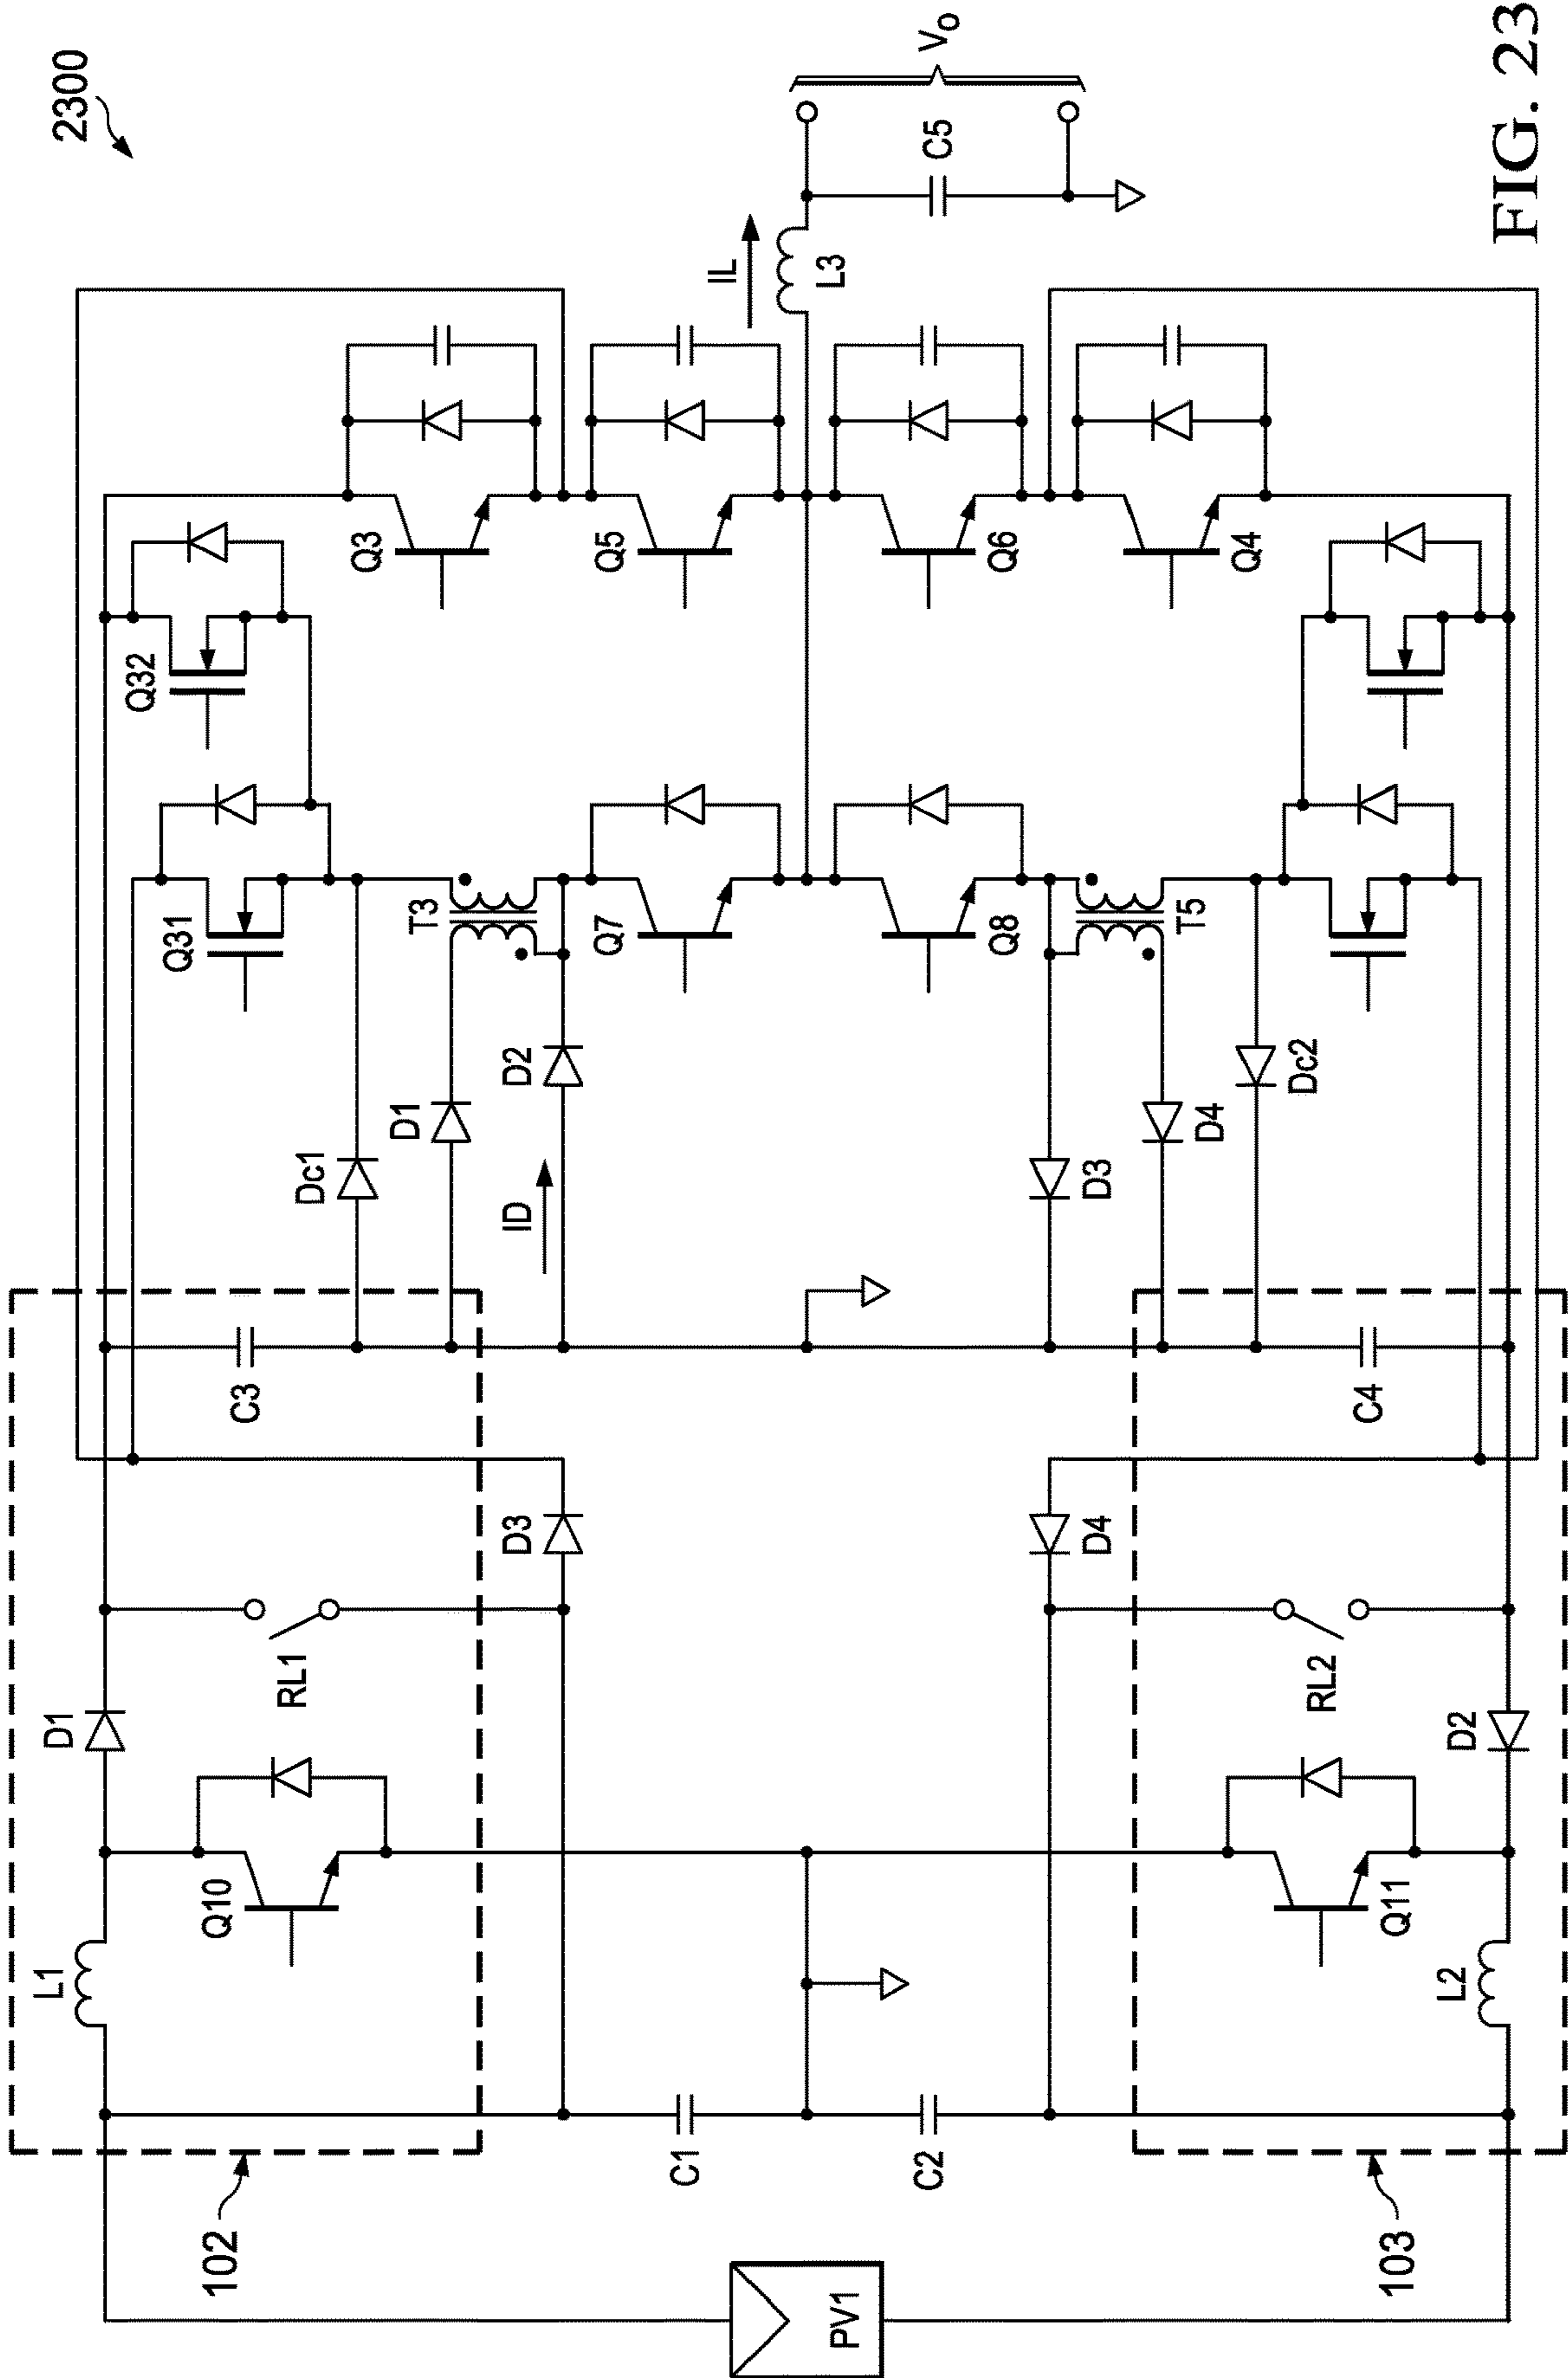 2300
102
L1
D1
Q10
RL1
D3
C3
Dc1
D1
D2
ID
Q31
Q32
T3
Q7
Q3
Q5
IL
L3
C5
Vo
PV1
C1
C2
Q8
Q6
Q4
T5
D3
D4
Dc2
D4
RL2
C4
Q11
D2
L2
103
FIG. 23